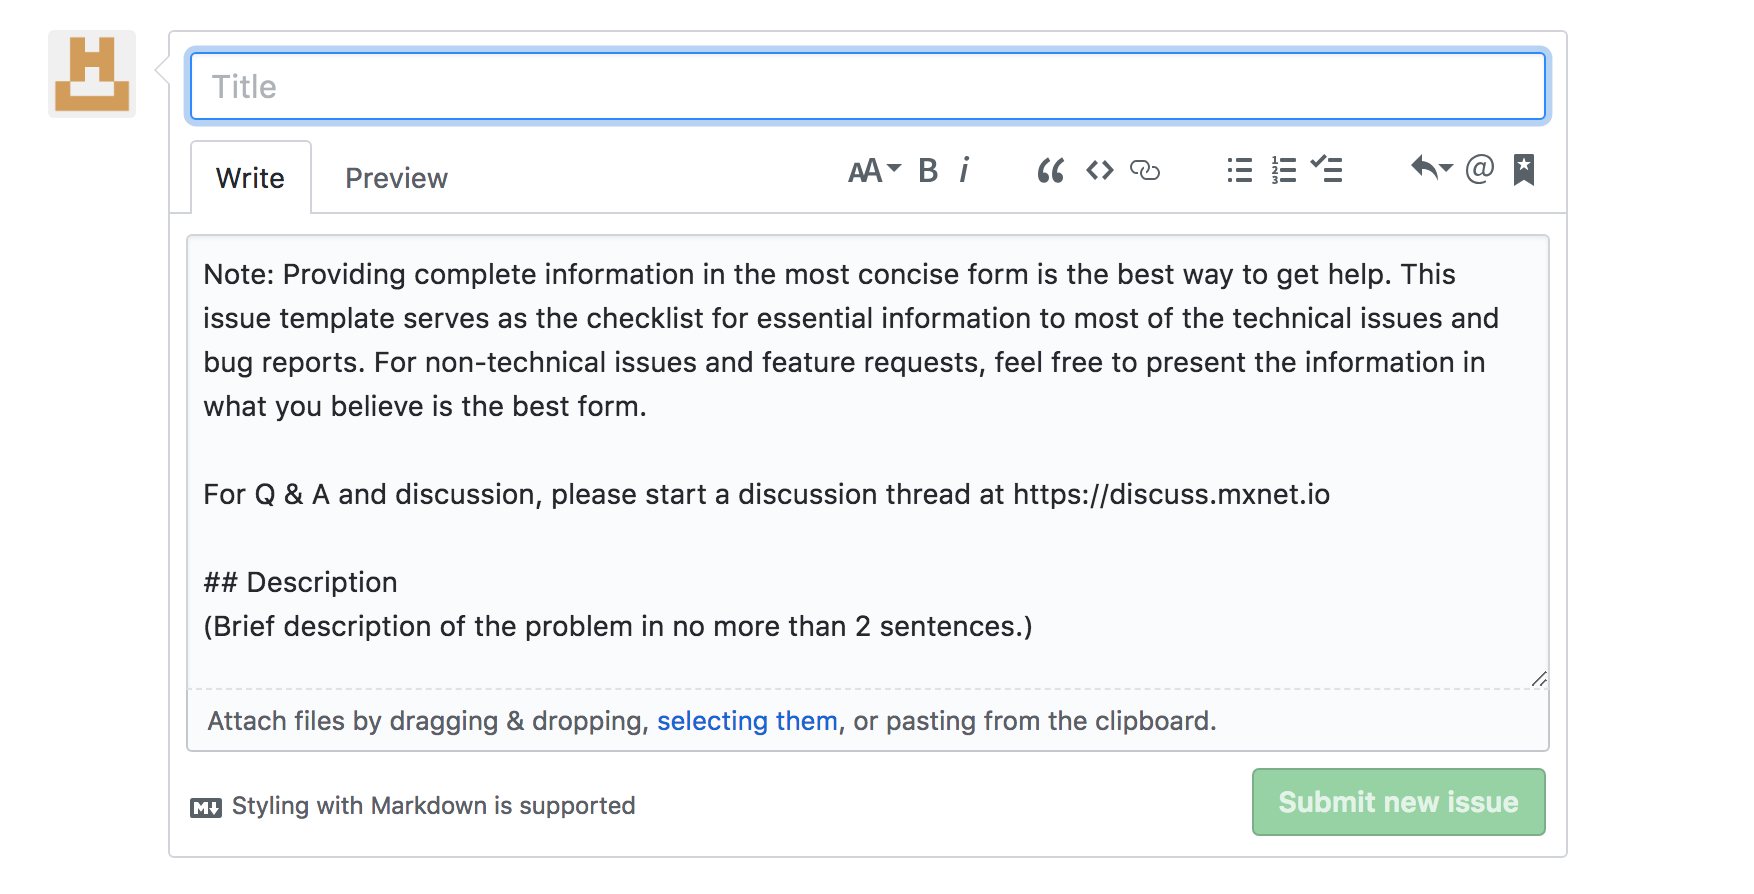 Title
Write Preview AA B i “ <> @
Note: Providing complete information in the most concise form is the best way to get help. This
issue template serves as the checklist for essential information to most of the technical issues and
bug reports. For non-technical issues and feature requests, feel free to present the information in
what you believe is the best form.
For Q & A and discussion, please start a discussion thread at https://discuss.mxnet.io
## Description
(Brief description of the problem in no more than 2 sentences.)
Attach files by dragging & dropping, selecting them, or pasting from the clipboard.
M↓ Styling with Markdown is supported
Submit new issue